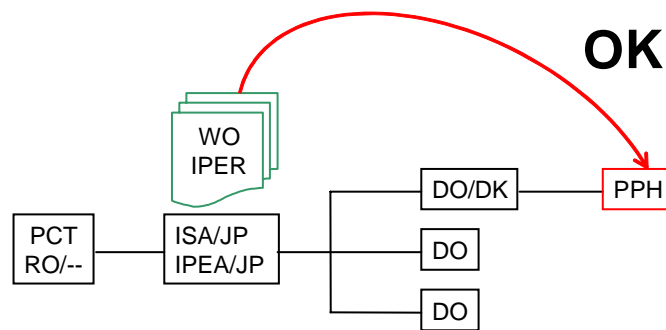 OK
WO
IPER
DO/DK
PPH
PCT
RO/--
ISA/JP
IPEA/JP
DO
DO